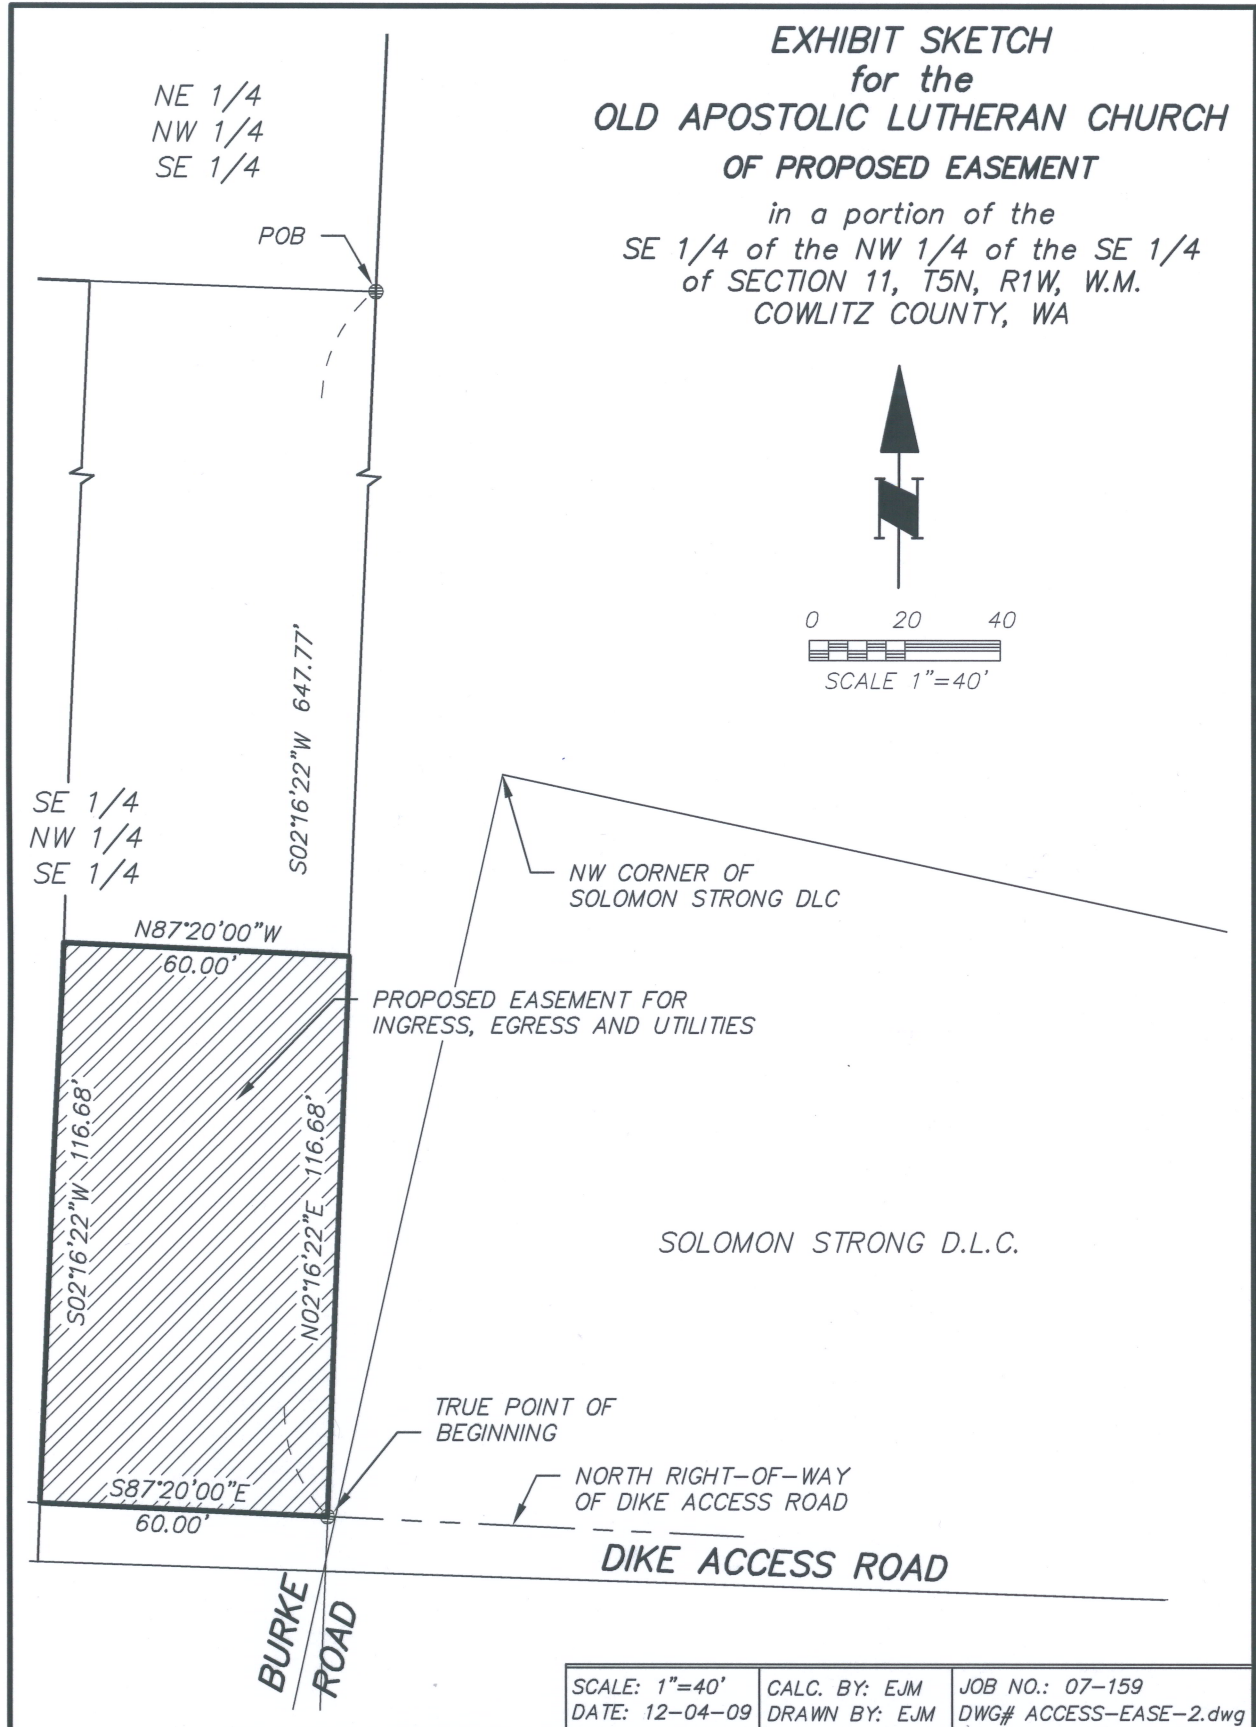 EXHIBIT SKETCH
for the
OLD APOSTOLIC LUTHERAN CHURCH
OF PROPOSED EASEMENT
in a portion of the
SE 1/4 of the NW 1/4 of the SE 1/4
of SECTION 11, T5N, R1W, W.M.
COWLITZ COUNTY, WA
NE 1/4
NW 1/4
SE 1/4
POB
N
0 20 40
SCALE 1"=40'
S02°16'22"W 647.77'
SE 1/4
NW 1/4
SE 1/4
NW CORNER OF
SOLOMON STRONG DLC
N87°20'00"W
60.00'
PROPOSED EASEMENT FOR
INGRESS, EGRESS AND UTILITIES
S02°16'22"W 116.68'
N02°16'22"E 116.68'
SOLOMON STRONG D.L.C.
TRUE POINT OF
BEGINNING
S87°20'00"E
60.00'
NORTH RIGHT-OF-WAY
OF DIKE ACCESS ROAD
DIKE ACCESS ROAD
BURKE
ROAD
SCALE: 1"=40'
DATE: 12-04-09
CALC. BY: EJM
DRAWN BY: EJM
JOB NO.: 07-159
DWG# ACCESS-EASE-2.dwg